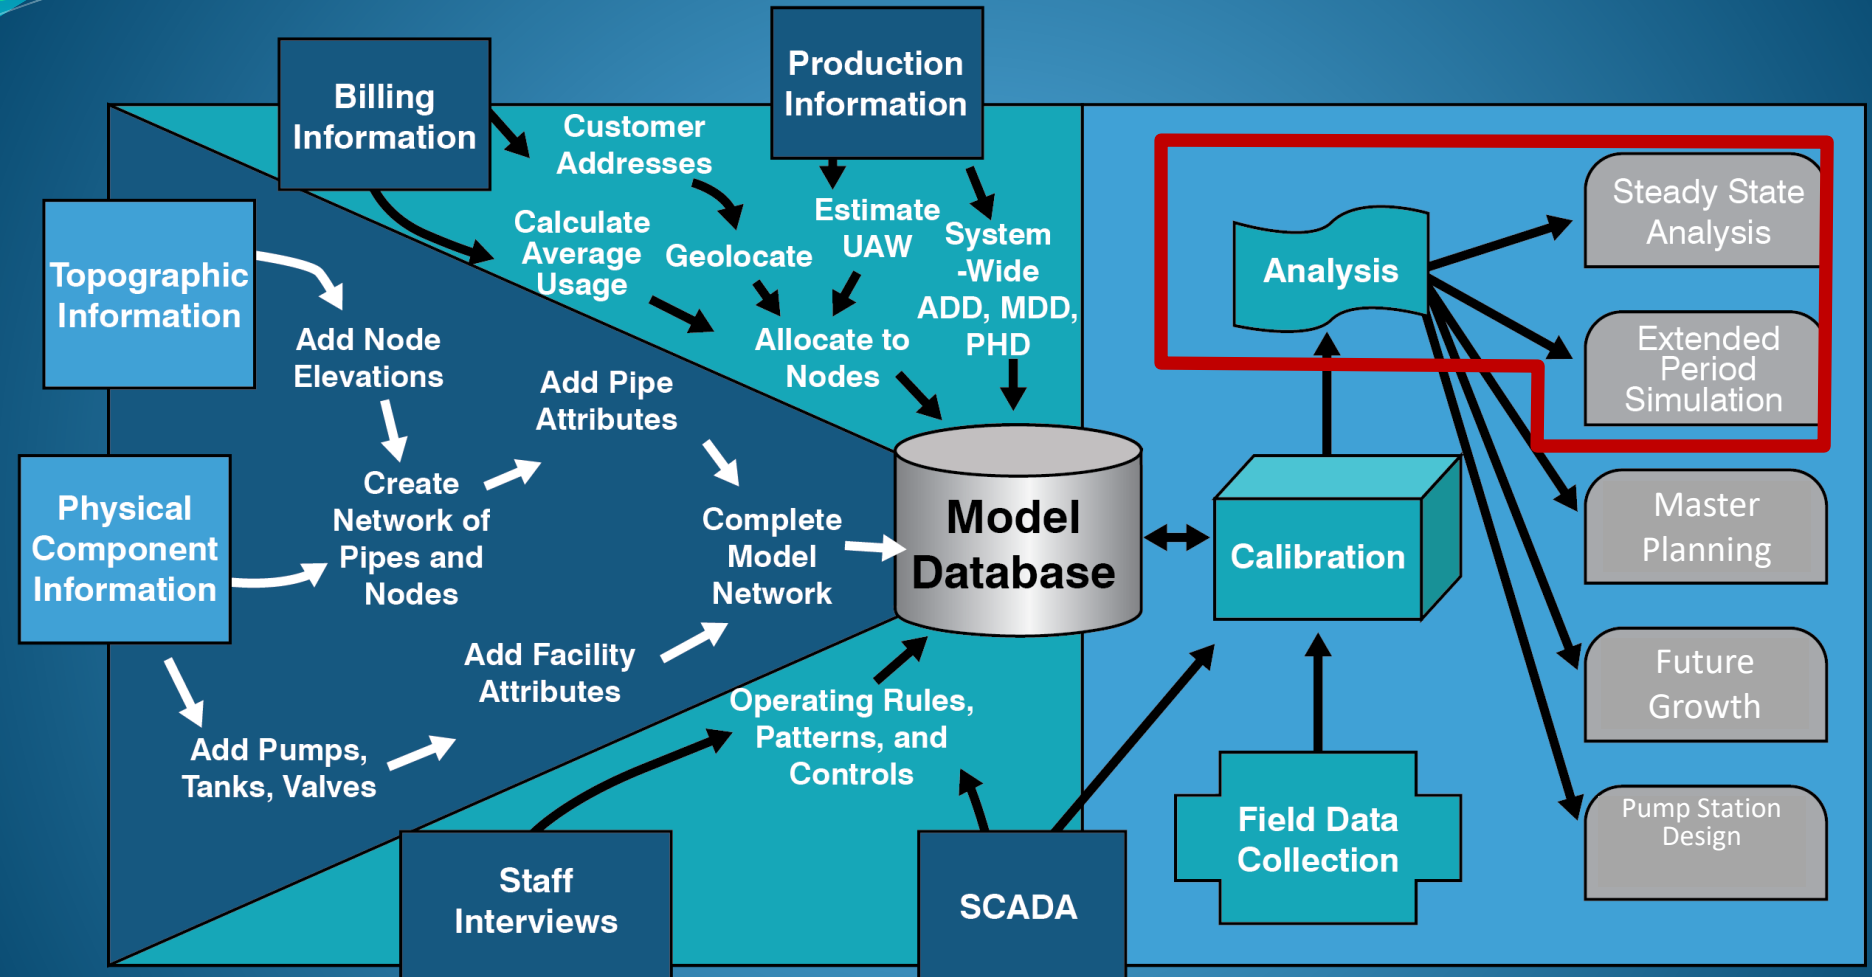 Billing
Information
Production
Information
Customer
Addresses
Calculate
Average
Usage
Geolocate
Estimate
UAW
System
-Wide
ADD, MDD,
PHD
Allocate to
Nodes
Topographic
Information
Add Node
Elevations
Add Pipe
Attributes
Physical
Component
Information
Create
Network of
Pipes and
Nodes
Complete
Model
Network
Model
Database
Add Facility
Attributes
Add Pumps,
Tanks, Valves
Operating Rules,
Patterns, and
Controls
Staff
Interviews
SCADA
Analysis
Calibration
Field Data
Collection
Steady State
Analysis
Extended
Period
Simulation
Master
Planning
Future
Growth
Pump Station
Design